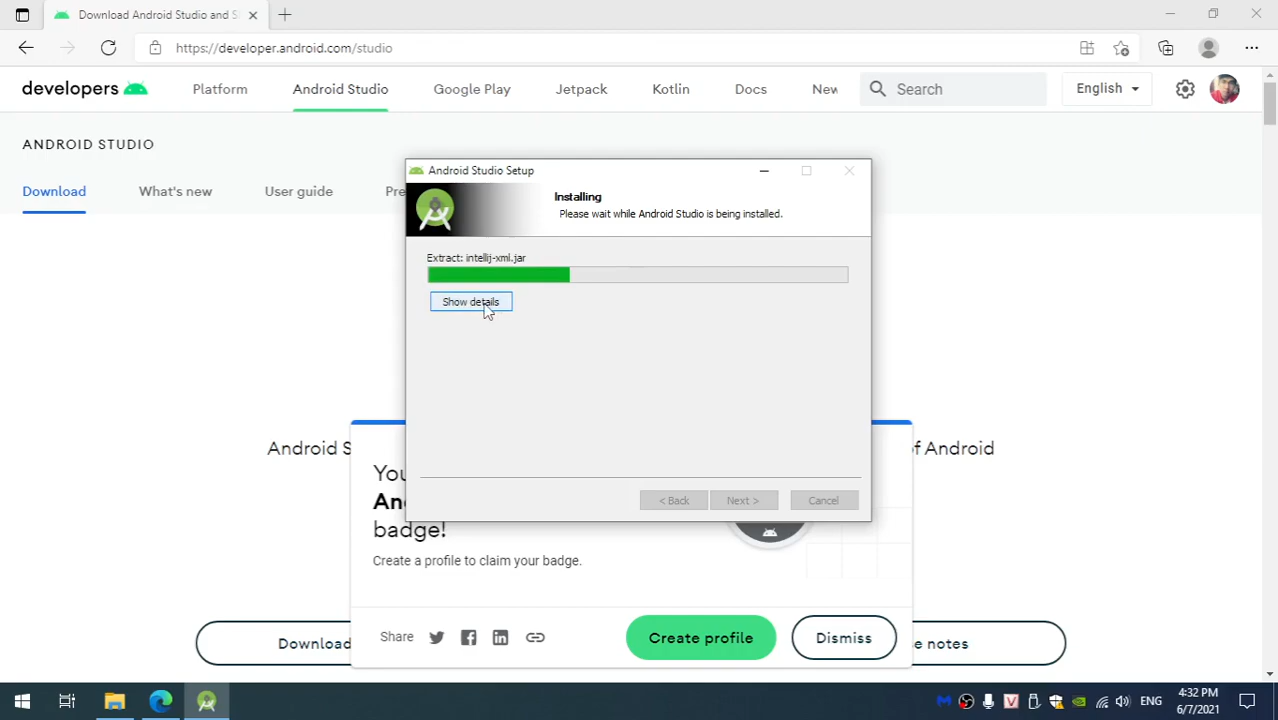 Download Android Studio and S
https://developer.android.com/studio
developers
Platform
Android Studio
Google Play
Jetpack
Kotlin
Docs
New
Search
English
ANDROID STUDIO
Download
What's new
User guide
Pre
Android Studio Setup
Installing
Please wait while Android Studio is being installed.
Extract: intellij-xml.jar
Show details
< Back
Next >
Cancel
Android S
of Android
You
An
badge!
Create a profile to claim your badge.
Share
Create profile
Dismiss
Download
e notes
V
ENG
4:32 PM
6/7/2021